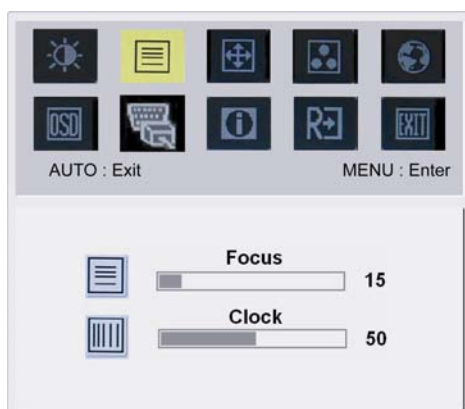 OSD i R EXIT
AUTO : Exit MENU : Enter
Focus
15
Clock
50